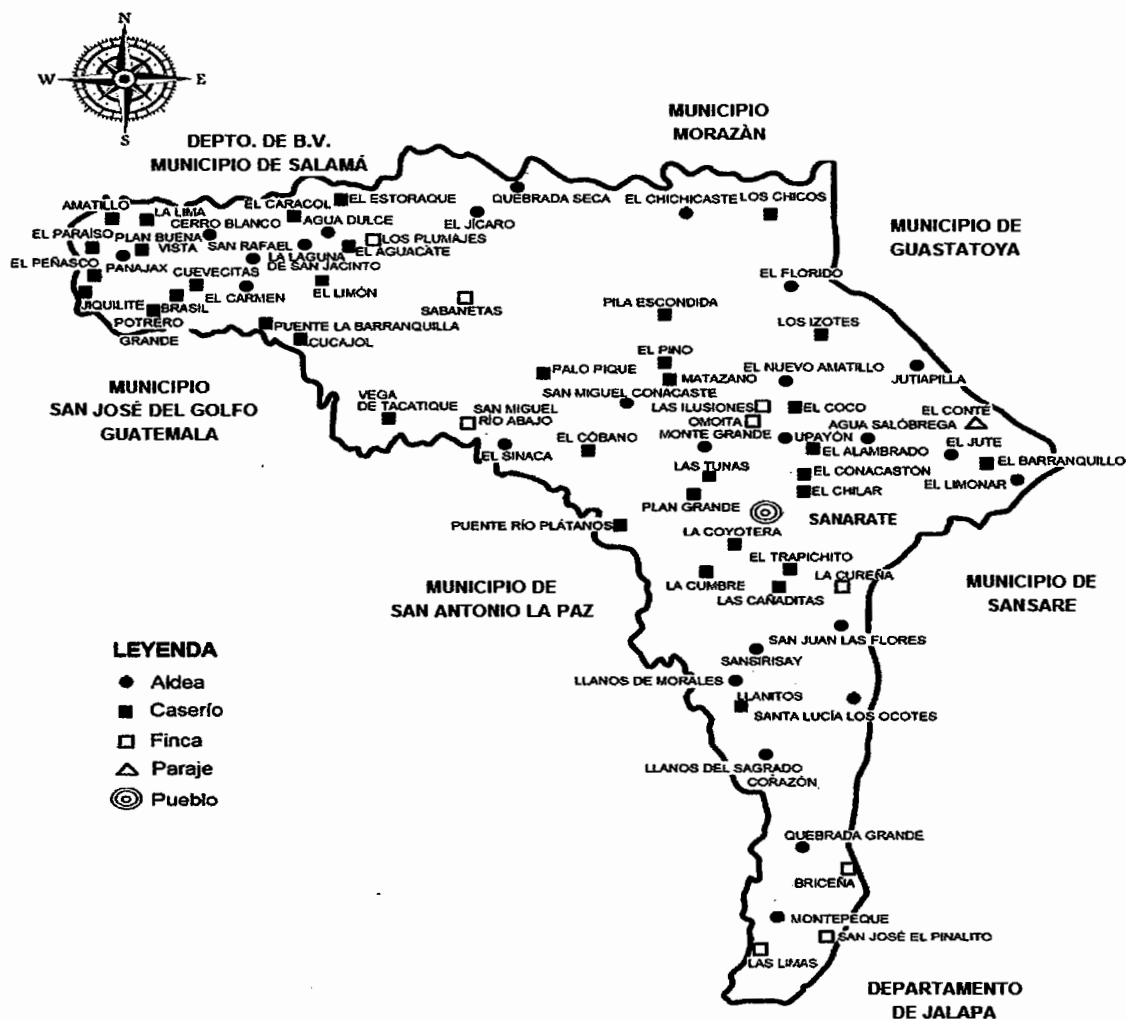 N
W E
S
MUNICIPIO
MORAZÀN
DEPTO. DE B.V.
MUNICIPIO DE SALAMÁ
MUNICIPIO DE
GUASTATOYA
AMATILLO
LA LIMA
EL CARACOL
EL ESTORAQUE
QUEBRADA SECA
EL CHICHICASTE
LOS CHICOS
CERRO BLANCO
AGUA DULCE
EL JÍCARO
EL PARAÍSO
PLAN BUENA
VISTA
SAN RAFAEL
LOS PLUMAJES
EL AGUACATE
LA LAGUNA
DE SAN JACINTO
EL PEÑASCO
PANAJAX
CUEVECITAS
EL CARMEN
EL LIMÓN
EL FLORIDO
JIQUILITE
BRASIL
POTRERO
GRANDE
SABANETAS
PILA ESCONDIDA
PUENTE LA BARRANQUILLA
CUCAJOL
LOS IZOTES
EL PINO
PALO PIQUE
MATAZANO
EL NUEVO AMATILLO
JUTIAPILLA
MUNICIPIO
SAN JOSÉ DEL GOLFO
GUATEMALA
SAN MIGUEL CONACASTE
VEGA
DE TACATIQUE
SAN MIGUEL
RÍO ABAJO
LAS ILUSIONES
EL COCO
OMOITA
EL CONTÉ
AGUA SALÓBREGA
EL SINACA
EL CÓBANO
MONTE GRANDE
UPAYÓN
EL ALAMBRADO
EL JUTE
EL BARRANQUILLO
LAS TUNAS
EL CONACASTÓN
EL LIMONAR
PLAN GRANDE
EL CHILAR
SANARATE
PUENTE RÍO PLÁTANOS
LA COYOTERA
EL TRAPICHITO
LA CUMBRE
LAS CAÑADITAS
LA CUREÑA
MUNICIPIO DE
SAN ANTONIO LA PAZ
MUNICIPIO DE
SANSARE
SAN JUAN LAS FLORES
SANSIRISAY
LLANOS DE MORALES
LLANITOS
SANTA LUCÍA LOS OCOTES
LLANOS DEL SAGRADO
CORAZÓN
QUEBRADA GRANDE
BRICEÑA
MONTEPEQUE
SAN JOSÉ EL PINALITO
LAS LIMAS
DEPARTAMENTO
DE JALAPA
LEYENDA
Aldea
Caserío
Finca
Paraje
Pueblo